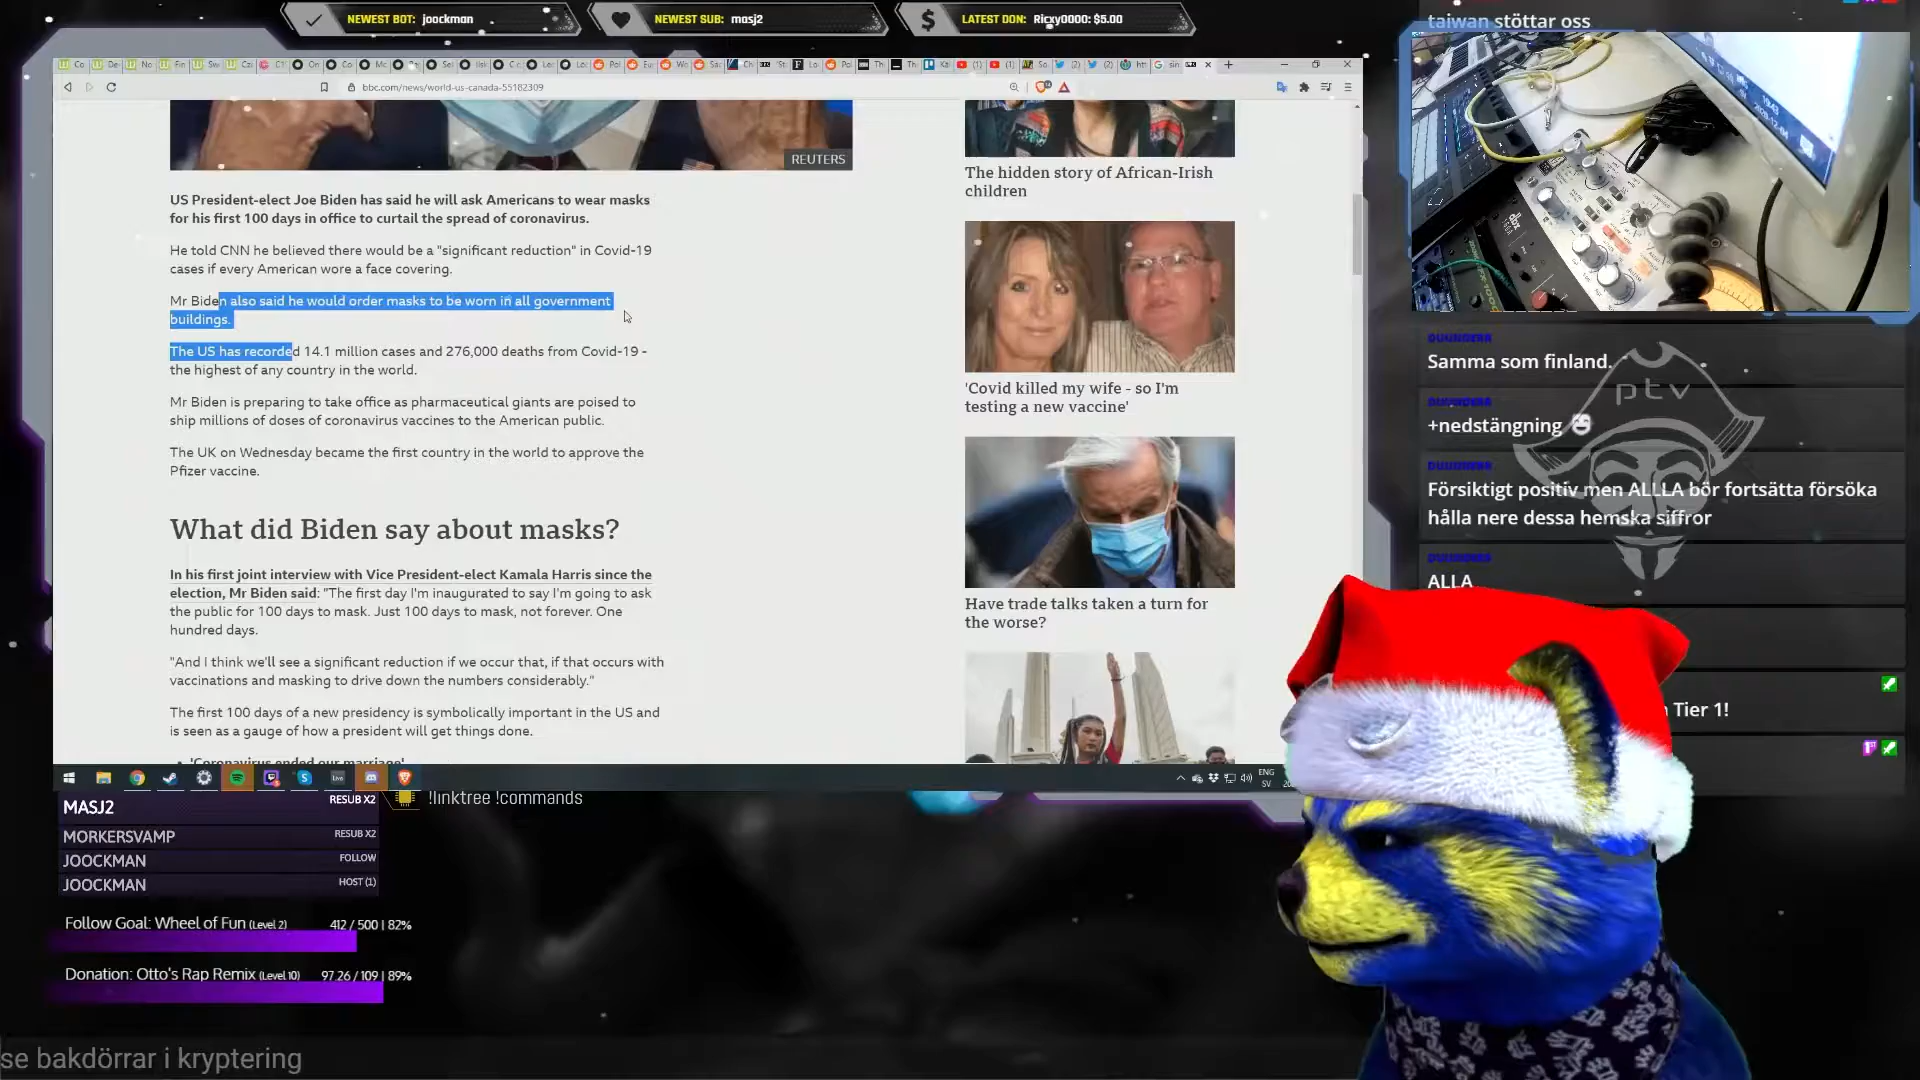 NEWEST BOT: joockman
NEWEST SUB: masj2
LATEST DON: Ricxy0000: $5.00
taiwan stöttar oss
bbc.com/news/world-us-canada-55182309
REUTERS
US President-elect Joe Biden has said he will ask Americans to wear masks
for his first 100 days in office to curtail the spread of coronavirus.
He told CNN he believed there would be a "significant reduction" in Covid-19
cases if every American wore a face covering.
Mr Biden also said he would order masks to be worn in all government
buildings.
The US has recorded 14.1 million cases and 276,000 deaths from Covid-19 -
the highest of any country in the world.
Mr Biden is preparing to take office as pharmaceutical giants are poised to
ship millions of doses of coronavirus vaccines to the American public.
The UK on Wednesday became the first country in the world to approve the
Pfizer vaccine.
What did Biden say about masks?
In his first joint interview with Vice President-elect Kamala Harris since the
election, Mr Biden said: "The first day I'm inaugurated to say I'm going to ask
the public for 100 days to mask. Just 100 days to mask, not forever. One
hundred days.
"And I think we'll see a significant reduction if we occur that, if that occurs with
vaccinations and masking to drive down the numbers considerably."
The first 100 days of a new presidency is symbolically important in the US and
is seen as a gauge of how a president will get things done.
'Coronavirus ended our marriage'
The hidden story of African-Irish
children
'Covid killed my wife - so I'm
testing a new vaccine'
Have trade talks taken a turn for
the worse?
ENG
SV
Samma som finland.
ptv
+nedstängning
Försiktigt positiv men ALLLA bör fortsätta försöka
hålla nere dessa hemska siffror
ALLA
Tier 1!
MASJ2 RESUB X2
MORKERSVAMP RESUB X2
JOOCKMAN FOLLOW
JOOCKMAN HOST (1)
!linktree !commands
Follow Goal: Wheel of Fun (Level 2) 412 / 500 | 82%
Donation: Otto's Rap Remix (Level 10) 97.26 / 109 | 89%
se bakdörrar i kryptering